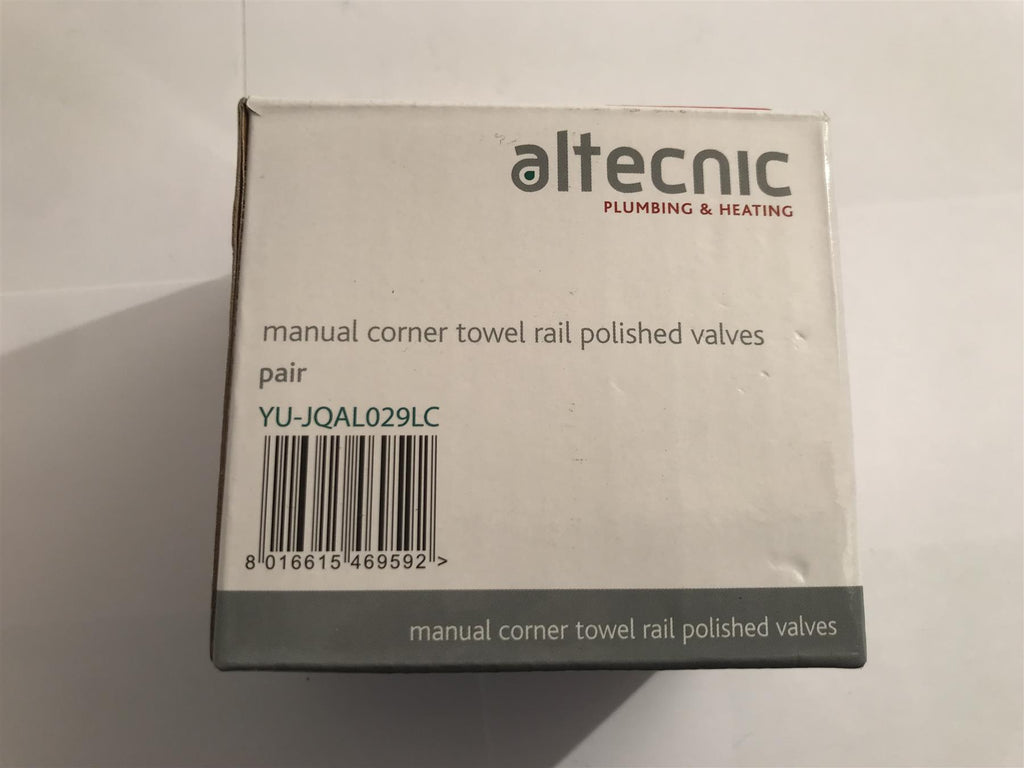 altecnic
PLUMBING & HEATING
manual corner towel rail polished valves
pair
YU-JQAL029LC
8 016615 469592 >
manual corner towel rail polished valves